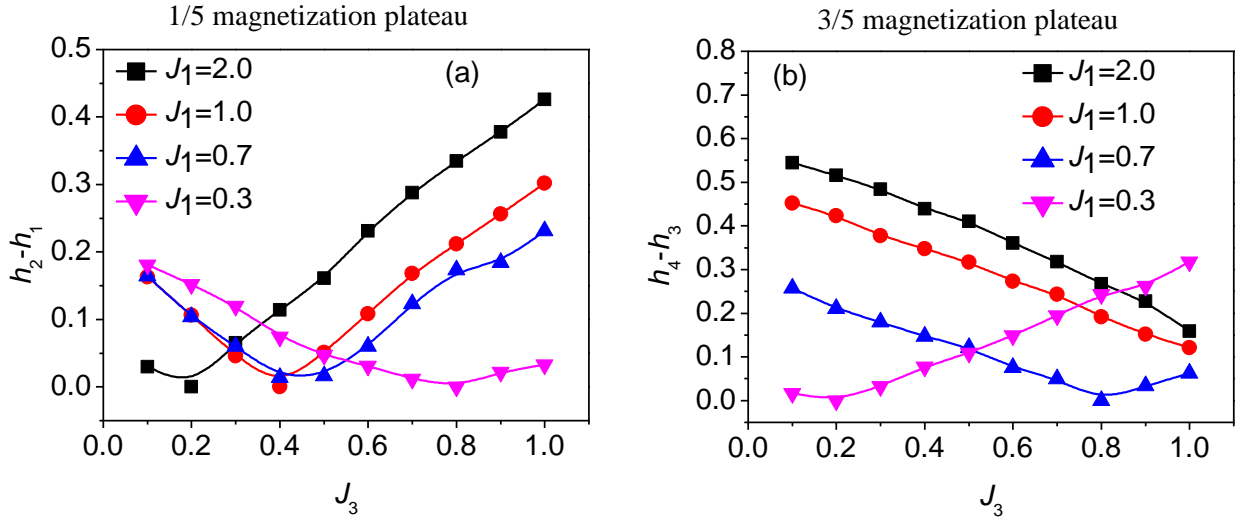 1/5 magnetization plateau
(a)
J1=2.0
J1=1.0
J1=0.7
J1=0.3
h2-h1
0.5
0.4
0.3
0.2
0.1
0.0
0.0 0.2 0.4 0.6 0.8 1.0
J3
3/5 magnetization plateau
(b)
J1=2.0
J1=1.0
J1=0.7
J1=0.3
h4-h3
0.8
0.7
0.6
0.5
0.4
0.3
0.2
0.1
0.0
0.0 0.2 0.4 0.6 0.8 1.0
J3